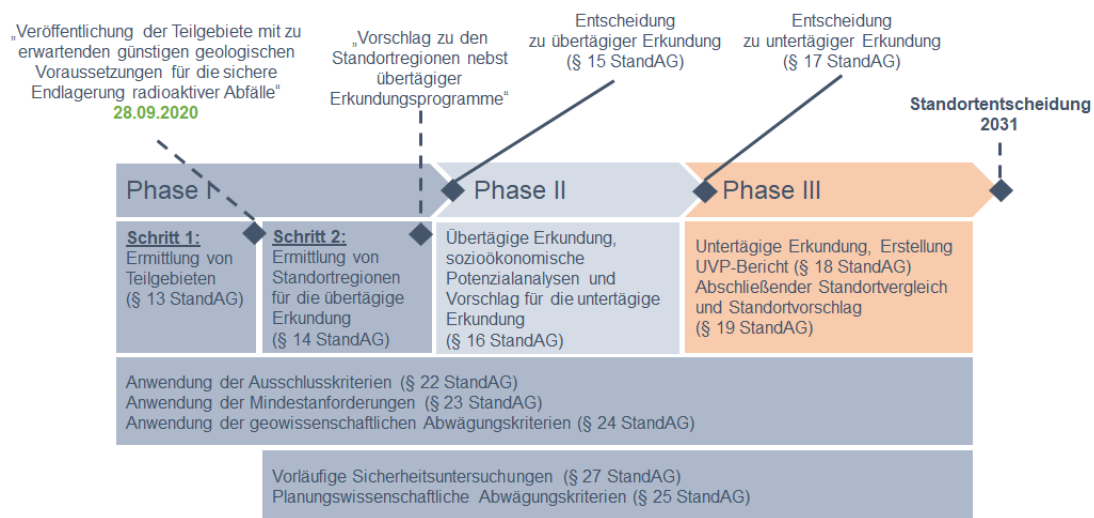 „Veröffentlichung der Teilgebiete mit zu
erwartenden günstigen geologischen
Voraussetzungen für die sichere
Endlagerung radioaktiver Abfälle“
28.09.2020
„Vorschlag zu den
Standortregionen nebst
übertägiger
Erkundungsprogramme“
Entscheidung
zu übertägiger Erkundung
(§ 15 StandAG)
Entscheidung
zu untertägiger Erkundung
(§ 17 StandAG)
Standortentscheidung
2031
Phase I
Phase II
Phase III
Schritt 1:
Ermittlung von
Teilgebieten
(§ 13 StandAG)
Schritt 2:
Ermittlung von
Standortregionen
für die übertägige
Erkundung
(§ 14 StandAG)
Übertägige Erkundung,
sozioökonomische
Potenzialanalysen und
Vorschlag für die untertägige
Erkundung
(§ 16 StandAG)
Untertägige Erkundung, Erstellung
UVP-Bericht (§ 18 StandAG)
Abschließender Standortvergleich
und Standortvorschlag
(§ 19 StandAG)
Anwendung der Ausschlusskriterien (§ 22 StandAG)
Anwendung der Mindestanforderungen (§ 23 StandAG)
Anwendung der geowissenschaftlichen Abwägungskriterien (§ 24 StandAG)
Vorläufige Sicherheitsuntersuchungen (§ 27 StandAG)
Planungswissenschaftliche Abwägungskriterien (§ 25 StandAG)